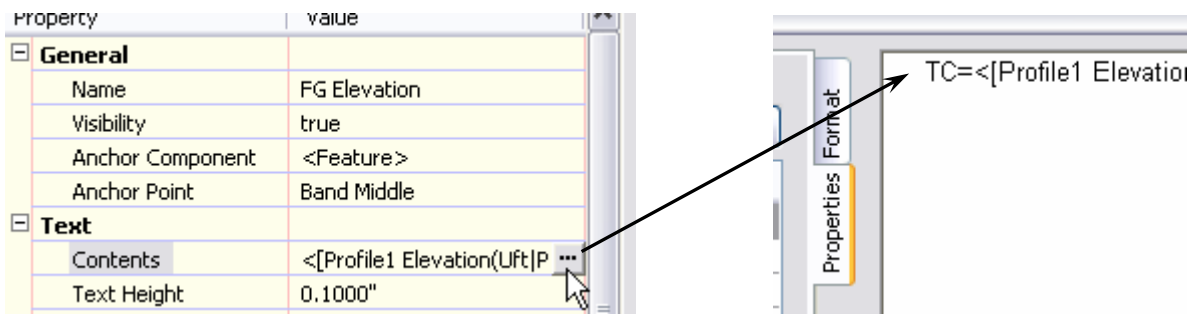 Property Value
General
Name FG Elevation
Visibility true
Anchor Component <Feature>
Anchor Point Band Middle
Text
Contents <[Profile1 Elevation(Uft|P ...
Text Height 0.1000"
Format
Properties
TC=<[Profile1 Elevation